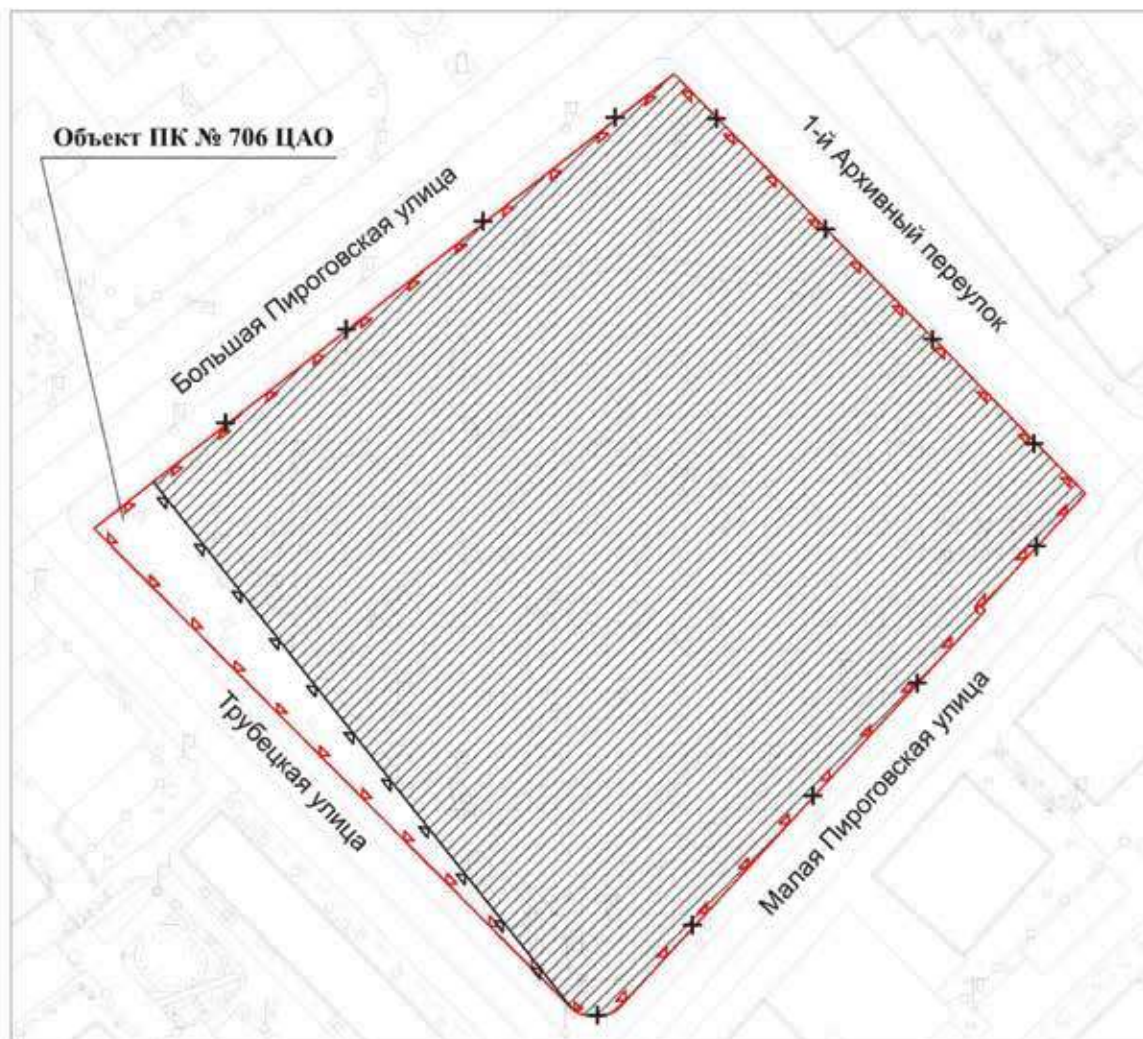 Объект ПК № 706 ЦАО
1-й Архивный переулок
Большая Пироговская улица
Трубецкая улица
Малая Пироговская улица